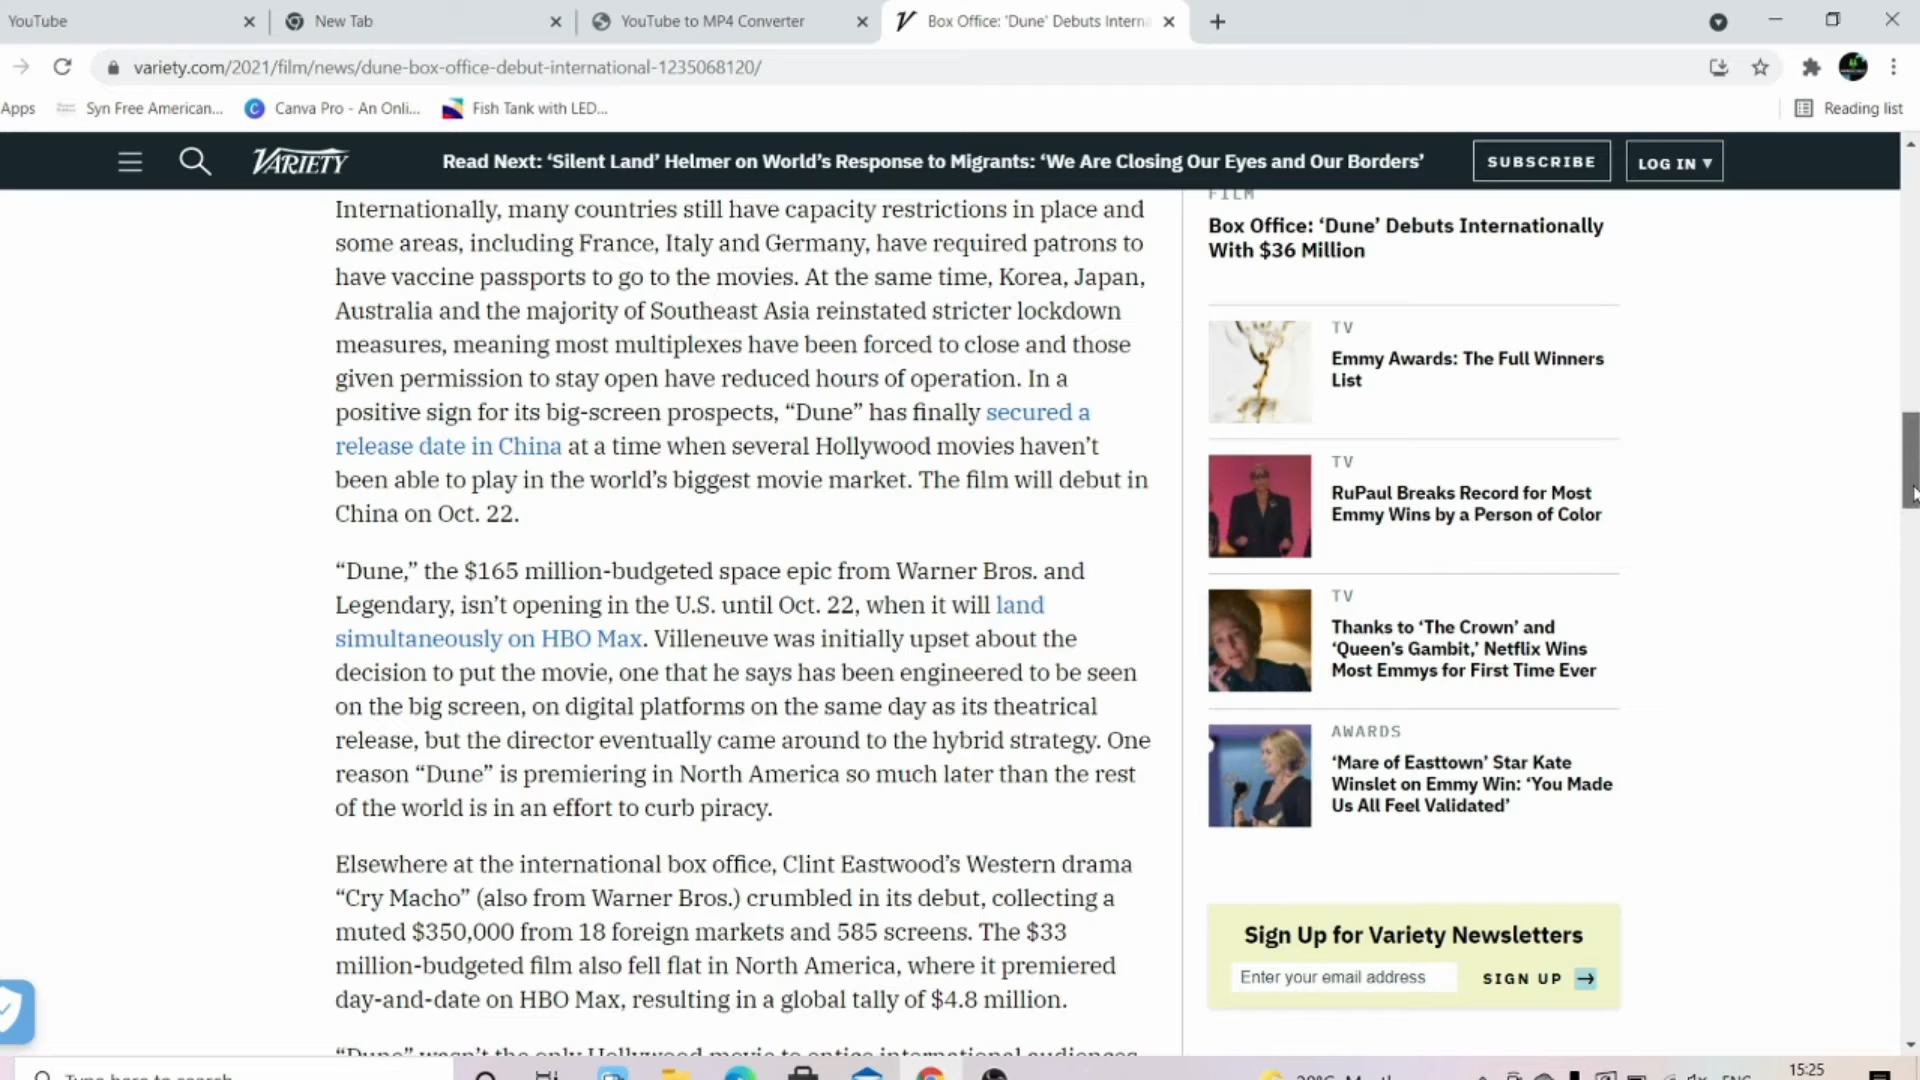 YouTube
New Tab
YouTube to MP4 Converter
Box Office: 'Dune' Debuts Intern
variety.com/2021/film/news/dune-box-office-debut-international-1235068120/
Apps
Syn Free American...
Canva Pro - An Onli...
Fish Tank with LED...
Reading list
VARIETY
Read Next: ‘Silent Land’ Helmer on World’s Response to Migrants: ‘We Are Closing Our Eyes and Our Borders’
SUBSCRIBE
LOG IN ▾
Internationally, many countries still have capacity restrictions in place and
some areas, including France, Italy and Germany, have required patrons to
have vaccine passports to go to the movies. At the same time, Korea, Japan,
Australia and the majority of Southeast Asia reinstated stricter lockdown
measures, meaning most multiplexes have been forced to close and those
given permission to stay open have reduced hours of operation. In a
positive sign for its big-screen prospects, “Dune” has finally secured a
release date in China at a time when several Hollywood movies haven’t
been able to play in the world’s biggest movie market. The film will debut in
China on Oct. 22.
“Dune,” the $165 million-budgeted space epic from Warner Bros. and
Legendary, isn’t opening in the U.S. until Oct. 22, when it will land
simultaneously on HBO Max. Villeneuve was initially upset about the
decision to put the movie, one that he says has been engineered to be seen
on the big screen, on digital platforms on the same day as its theatrical
release, but the director eventually came around to the hybrid strategy. One
reason “Dune” is premiering in North America so much later than the rest
of the world is in an effort to curb piracy.
Elsewhere at the international box office, Clint Eastwood’s Western drama
“Cry Macho” (also from Warner Bros.) crumbled in its debut, collecting a
muted $350,000 from 18 foreign markets and 585 screens. The $33
million-budgeted film also fell flat in North America, where it premiered
day-and-date on HBO Max, resulting in a global tally of $4.8 million.
“Dune” wasn’t the only Hollywood movie to entice international audiences
FILM
Box Office: ‘Dune’ Debuts Internationally
With $36 Million
TV
Emmy Awards: The Full Winners
List
TV
RuPaul Breaks Record for Most
Emmy Wins by a Person of Color
TV
Thanks to ‘The Crown’ and
‘Queen’s Gambit,’ Netflix Wins
Most Emmys for First Time Ever
AWARDS
‘Mare of Easttown’ Star Kate
Winslet on Emmy Win: ‘You Made
Us All Feel Validated’
Sign Up for Variety Newsletters
Enter your email address
SIGN UP →
Type here to search
ENG
15:25